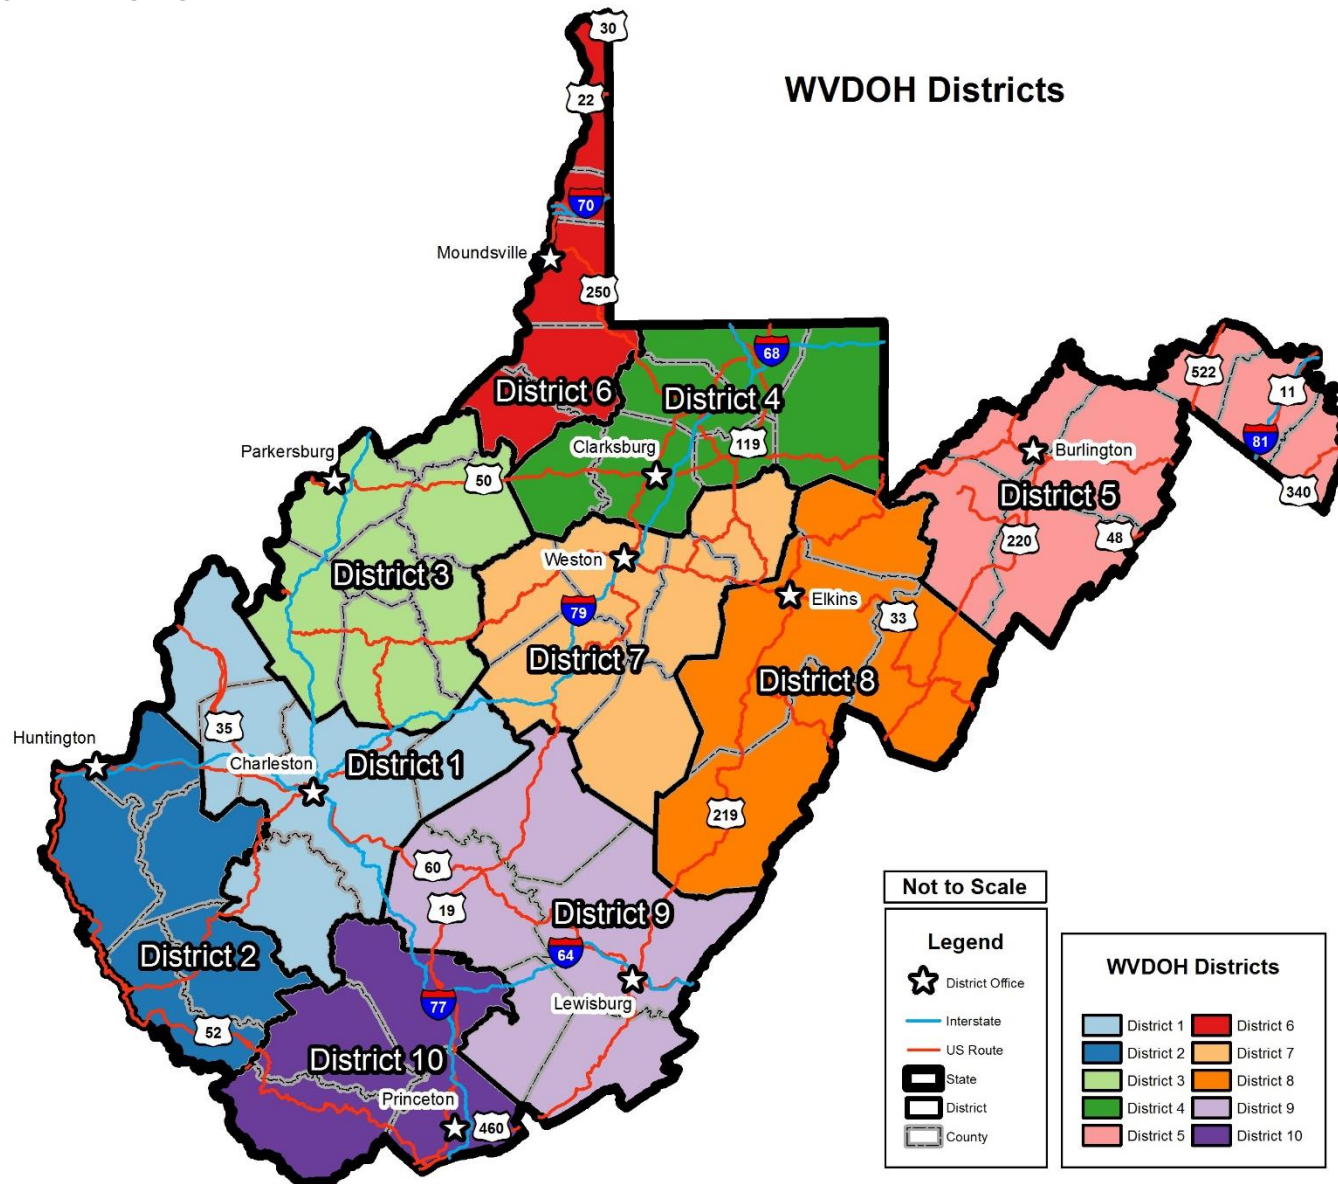 30
WVDOH Districts
22
70
Moundsville
250
68
522
11
District 6
District 4
Parkersburg
Clarksburg
119
81
Burlington
50
District 5
340
220
48
Weston
District 3
Elkins
79
33
District 7
District 8
35
Huntington
Charleston
District 1
219
60
Not to Scale
19
District 9
Legend
64
District 2
WVDOH Districts
District Office
Lewisburg
77
Interstate
District 1
District 6
52
US Route
District 2
District 7
District 10
State
District 3
District 8
Princeton
District
District 4
District 9
460
County
District 5
District 10